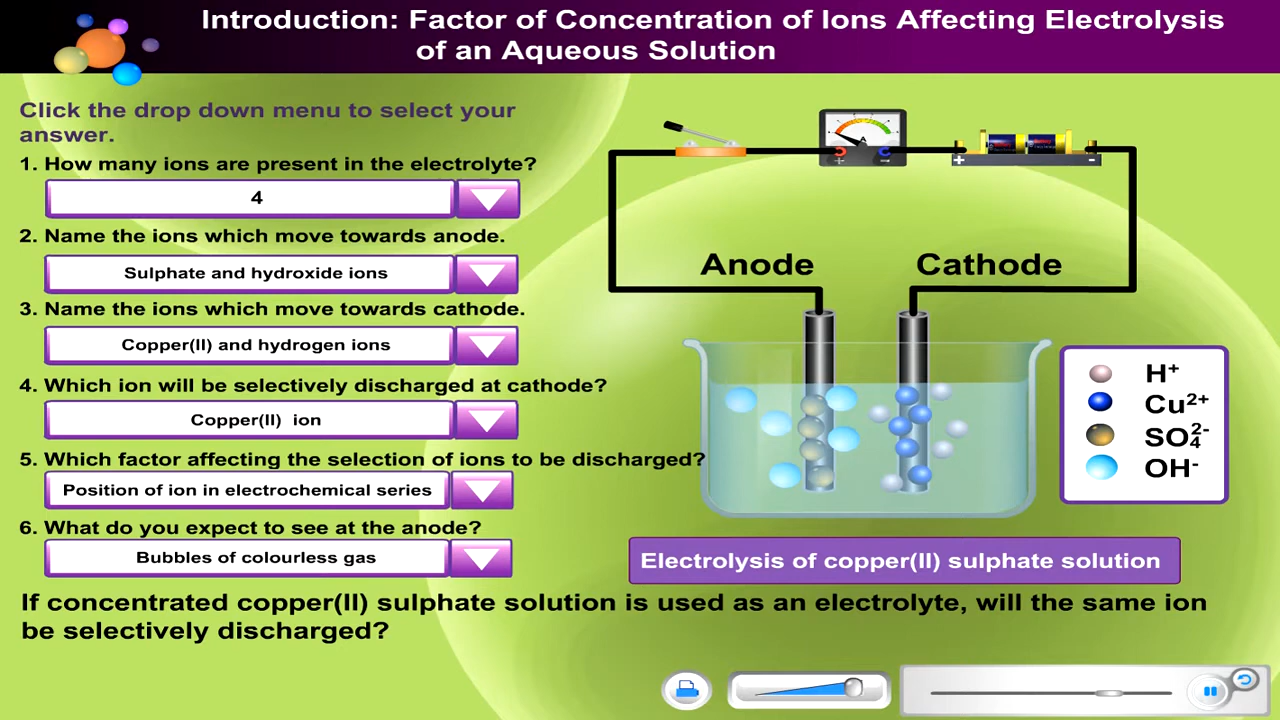 Introduction: Factor of Concentration of Ions Affecting Electrolysis
of an Aqueous Solution
Click the drop down menu to select your
answer.
1. How many ions are present in the electrolyte?
4
2. Name the ions which move towards anode.
Sulphate and hydroxide ions
3. Name the ions which move towards cathode.
Copper(II) and hydrogen ions
4. Which ion will be selectively discharged at cathode?
Copper(II) ion
5. Which factor affecting the selection of ions to be discharged?
Position of ion in electrochemical series
6. What do you expect to see at the anode?
Bubbles of colourless gas
A
+ -
+ -
Anode Cathode
H⁺
Cu²⁺
SO₄²⁻
OH⁻
Electrolysis of copper(II) sulphate solution
If concentrated copper(II) sulphate solution is used as an electrolyte, will the same ion
be selectively discharged?